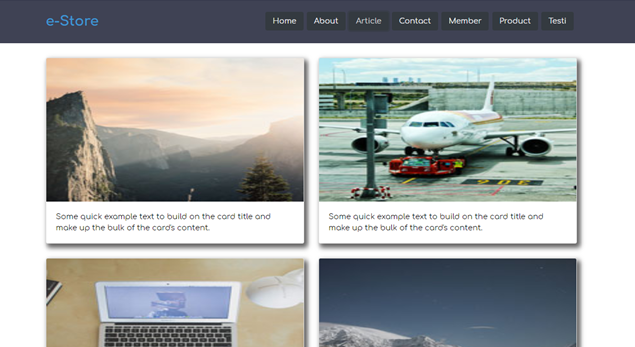 e-Store
Home About Article Contact Member Product Testi
Some quick example text to build on the card title and
make up the bulk of the card's content.
Some quick example text to build on the card title and
make up the bulk of the card's content.